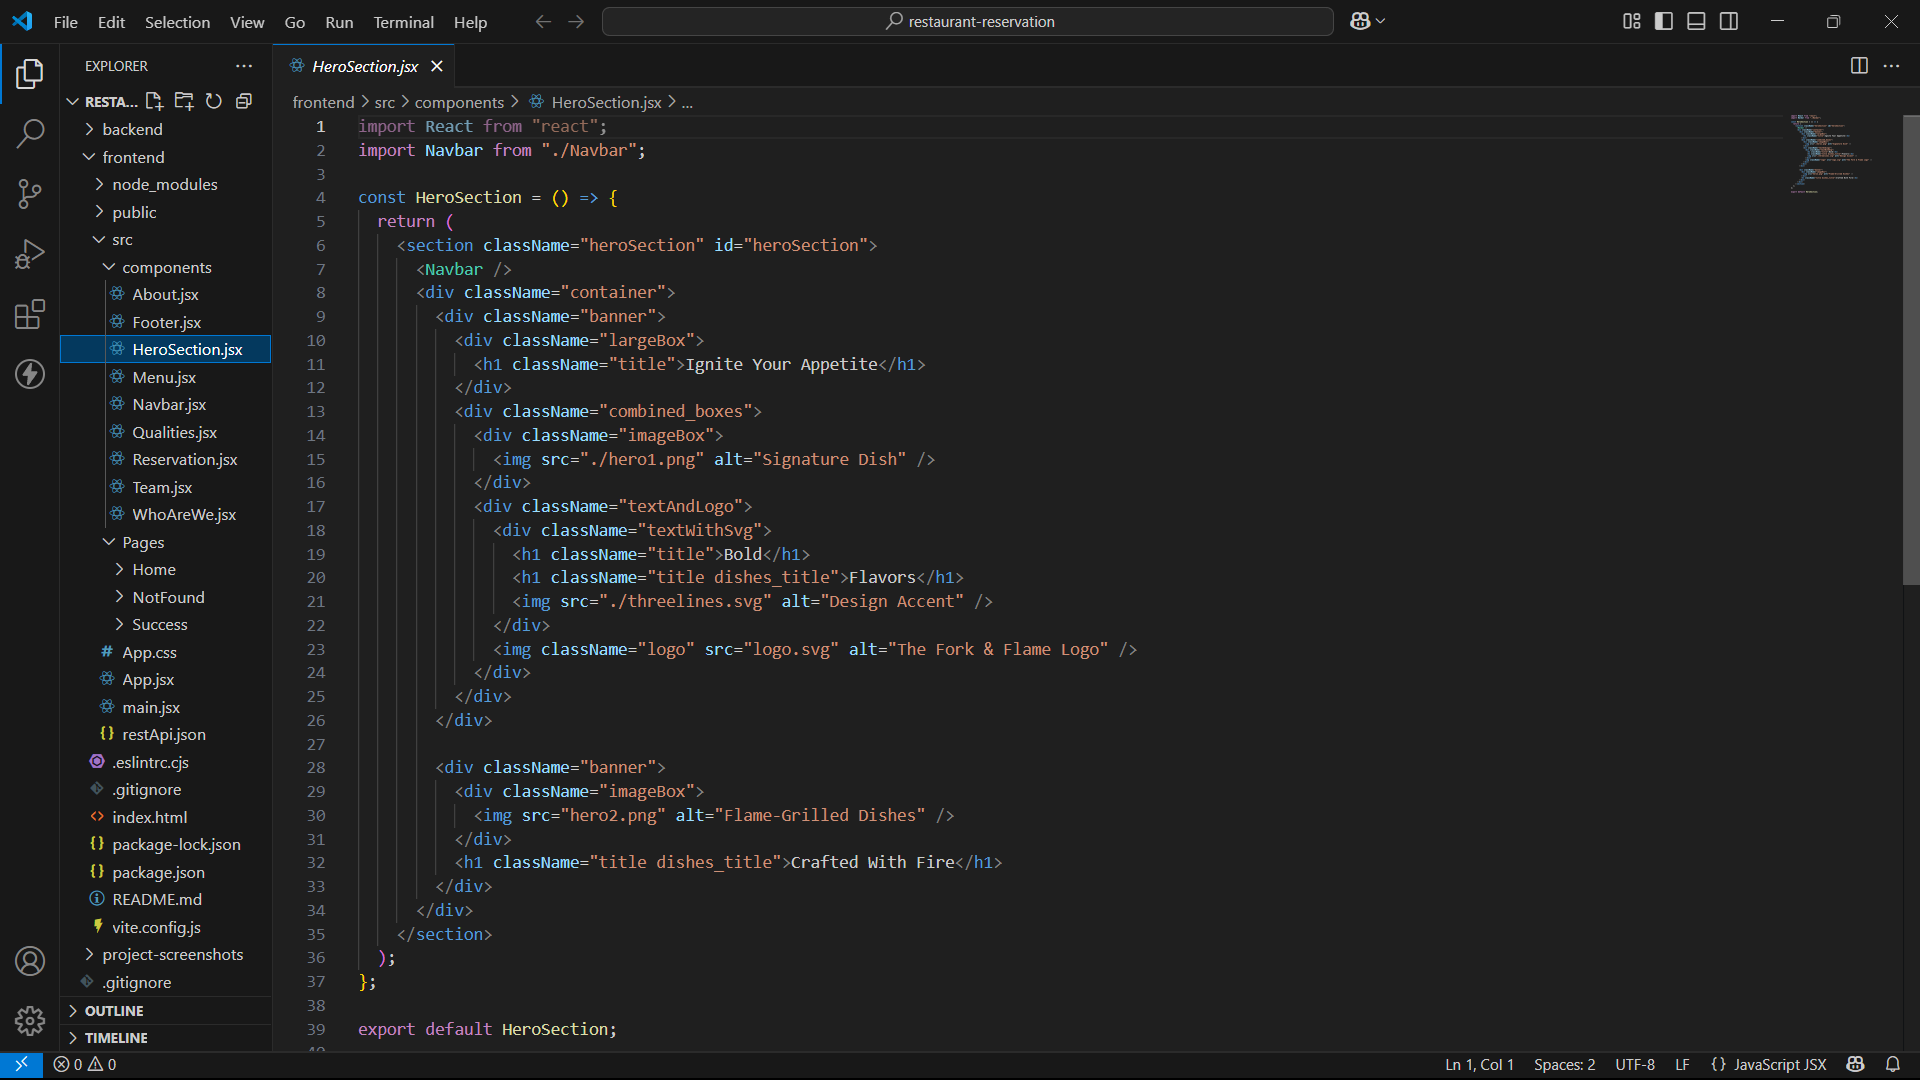 File Edit Selection View Go Run Terminal Help
restaurant-reservation
EXPLORER
RESTA...
backend
frontend
node_modules
public
src
components
About.jsx
Footer.jsx
HeroSection.jsx
Menu.jsx
Navbar.jsx
Qualities.jsx
Reservation.jsx
Team.jsx
WhoAreWe.jsx
Pages
Home
NotFound
Success
App.css
App.jsx
main.jsx
restApi.json
.eslintrc.cjs
.gitignore
index.html
package-lock.json
package.json
README.md
vite.config.js
project-screenshots
.gitignore
OUTLINE
TIMELINE
HeroSection.jsx
frontend > src > components > HeroSection.jsx > ...
1 import React from "react";
2 import Navbar from "./Navbar";
3
4 const HeroSection = () => {
5 return (
6 <section className="heroSection" id="heroSection">
7 <Navbar />
8 <div className="container">
9 <div className="banner">
10 <div className="largeBox">
11 <h1 className="title">Ignite Your Appetite</h1>
12 </div>
13 <div className="combined_boxes">
14 <div className="imageBox">
15 <img src="./hero1.png" alt="Signature Dish" />
16 </div>
17 <div className="textAndLogo">
18 <div className="textWithSvg">
19 <h1 className="title">Bold</h1>
20 <h1 className="title dishes_title">Flavors</h1>
21 <img src="./threelines.svg" alt="Design Accent" />
22 </div>
23 <img className="logo" src="logo.svg" alt="The Fork & Flame Logo" />
24 </div>
25 </div>
26 </div>
27
28 <div className="banner">
29 <div className="imageBox">
30 <img src="hero2.png" alt="Flame-Grilled Dishes" />
31 </div>
32 <h1 className="title dishes_title">Crafted With Fire</h1>
33 </div>
34 </div>
35 </section>
36 );
37 };
38
39 export default HeroSection;
0 0
Ln 1, Col 1 Spaces: 2 UTF-8 LF {} JavaScript JSX